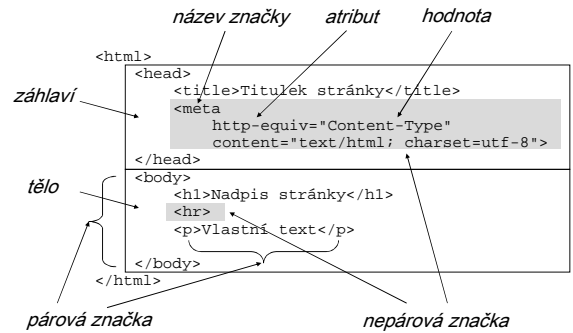 název značky atribut hodnota
<html>
<head>
<title>Titulek stránky</title>
záhlaví
<meta
http-equiv="Content-Type"
content="text/html; charset=utf-8">
</head>
<body>
tělo
<h1>Nadpis stránky</h1>
<hr>
<p>Vlastní text</p>
</body>
</html>
párová značka nepárová značka